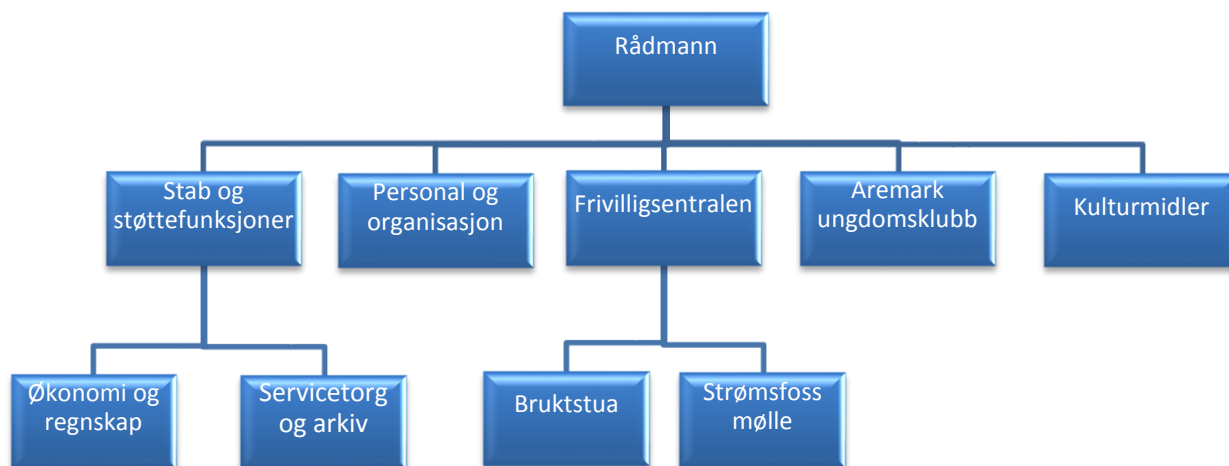 Rådmann
Stab og
støttefunksjoner
Personal og
organisasjon
Frivilligsentralen
Aremark
ungdomsklubb
Kulturmidler
Økonomi og
regnskap
Servicetorg
og arkiv
Bruktstua
Strømsfoss
mølle